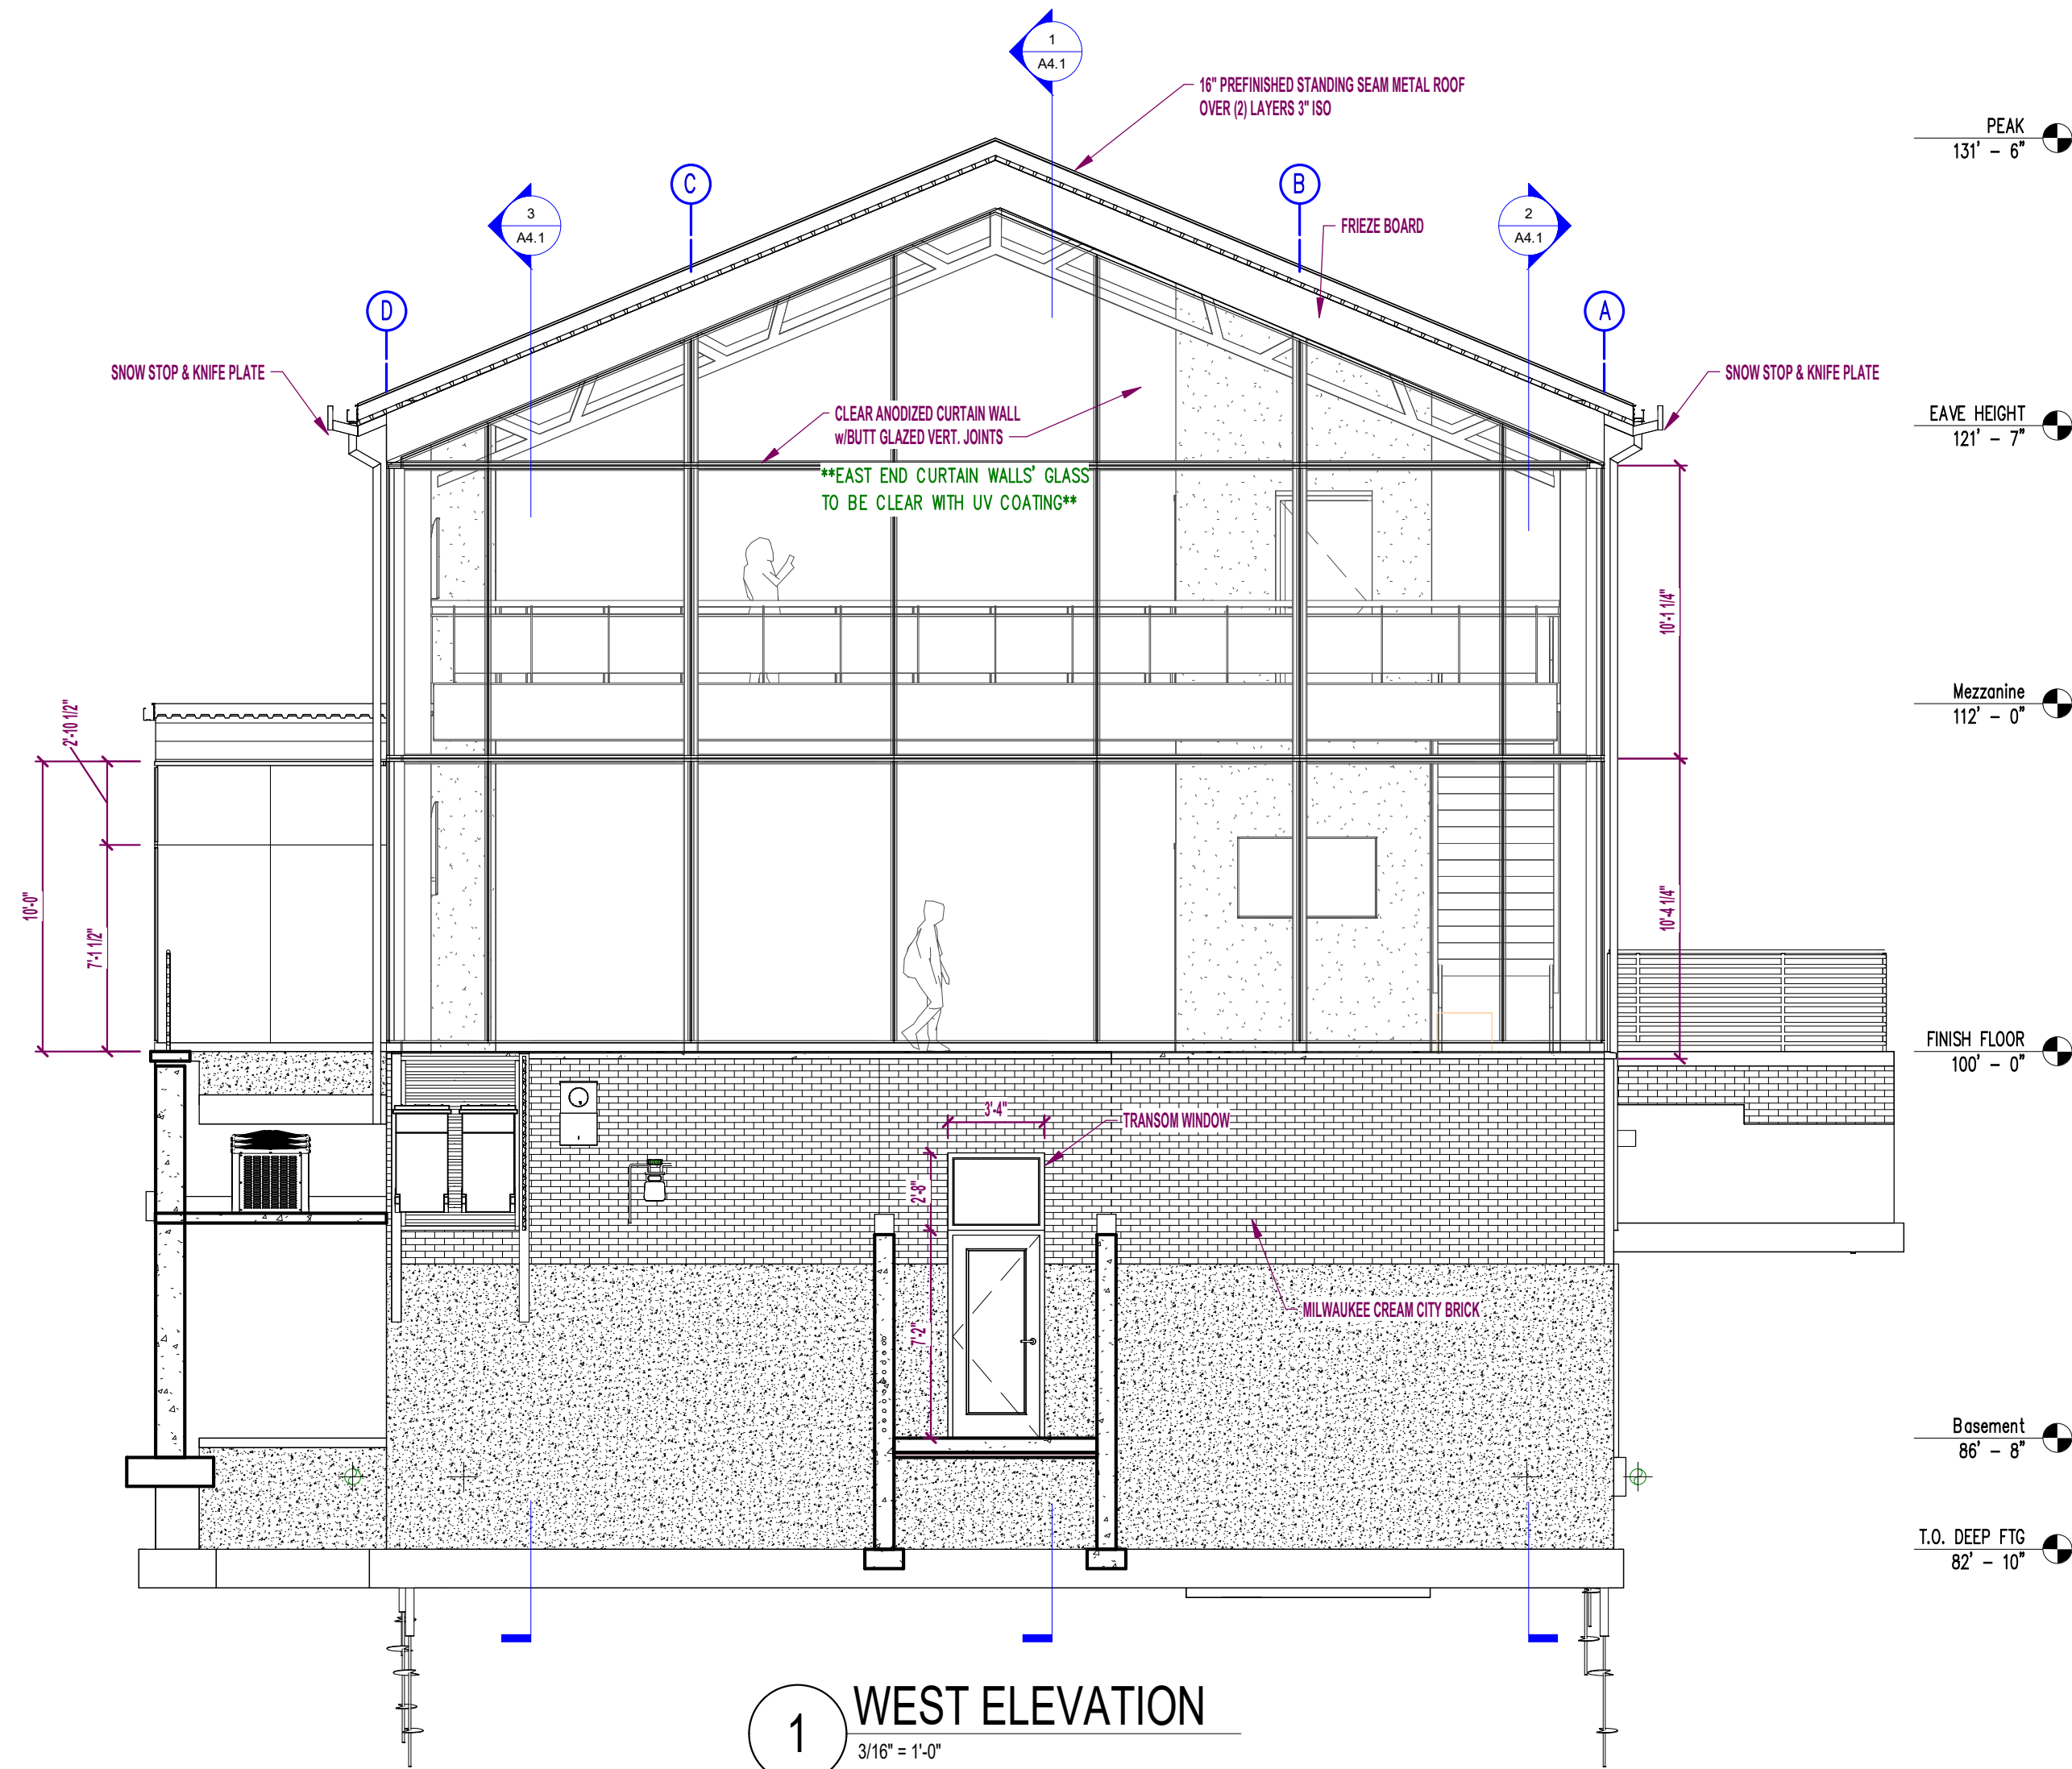 1
A4.1
16" PREFINISHED STANDING SEAM METAL ROOF
OVER (2) LAYERS 3" ISO
PEAK
131' - 6"
C
B
3
A4.1
2
A4.1
FRIEZE BOARD
D
A
SNOW STOP & KNIFE PLATE
SNOW STOP & KNIFE PLATE
CLEAR ANODIZED CURTAIN WALL
w/BUTT GLAZED VERT. JOINTS
EAVE HEIGHT
121' - 7"
**EAST END CURTAIN WALLS' GLASS
TO BE CLEAR WITH UV COATING**
10'-1 1/4"
Mezzanine
112' - 0"
2'-10 1/2"
10'-0"
7'-1 1/2"
10'-4 1/4"
FINISH FLOOR
100' - 0"
3'-4"
TRANSOM WINDOW
2'-8"
MILWAUKEE CREAM CITY BRICK
7'-2"
Basement
86' - 8"
T.O. DEEP FTG
82' - 10"
1
WEST ELEVATION
3/16" = 1'-0"